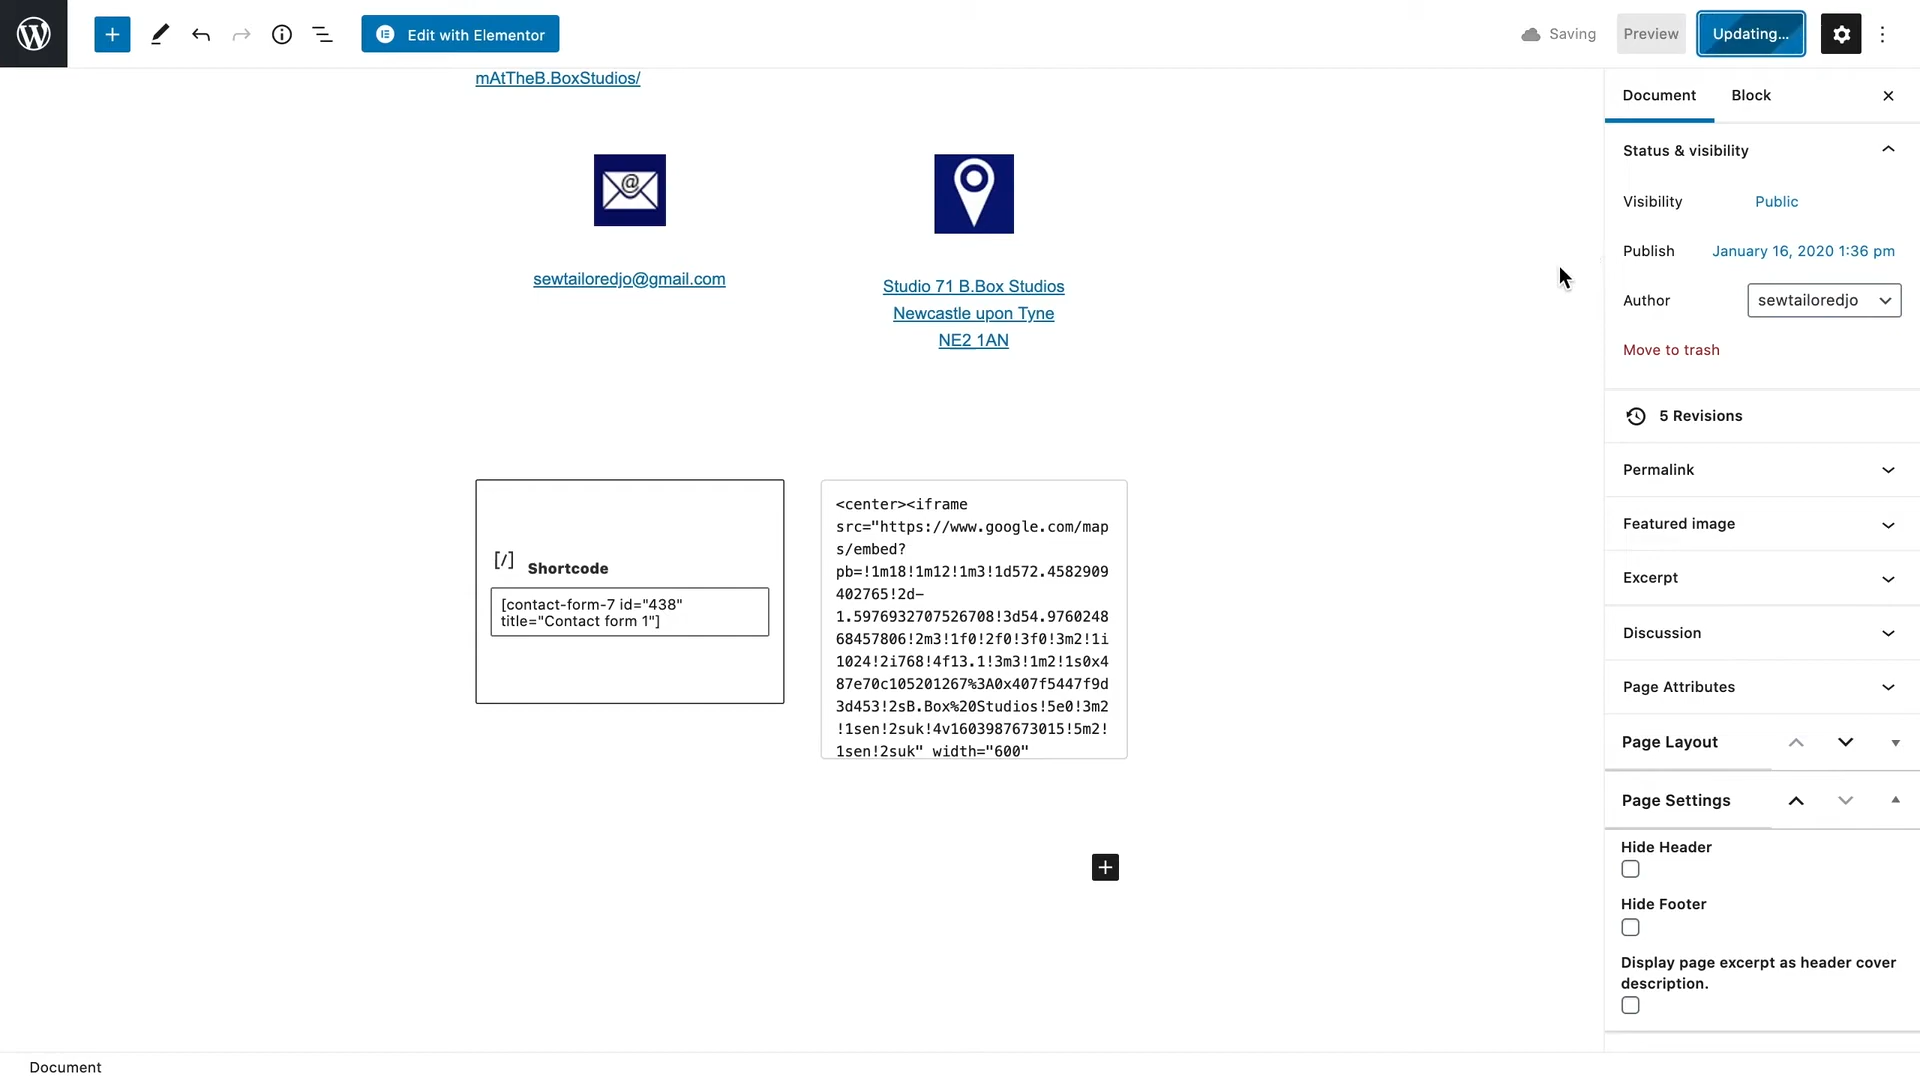 Edit with Elementor
Saving
Preview
Updating...
mAtTheB.BoxStudios/
sewtailoredjo@gmail.com
Studio 71 B.Box Studios
Newcastle upon Tyne
NE2 1AN
[/] Shortcode
[contact-form-7 id="438"
title="Contact form 1"]
<center><iframe
src="https://www.google.com/map
s/embed?
pb=!1m18!1m12!1m3!1d572.4582909
402765!2d-
1.5976932707526708!3d54.9760248
68457806!2m3!1f0!2f0!3f0!3m2!1i
1024!2i768!4f13.1!3m3!1m2!1s0x4
87e70c105201267%3A0x407f5447f9d
3d453!2sB.Box%20Studios!5e0!3m2
!1sen!2suk!4v1603987673015!5m2!
1sen!2suk" width="600"
Document
Block
Status & visibility
Visibility
Public
Publish
January 16, 2020 1:36 pm
Author
sewtailoredjo
Move to trash
5 Revisions
Permalink
Featured image
Excerpt
Discussion
Page Attributes
Page Layout
Page Settings
Hide Header
Hide Footer
Display page excerpt as header cover
description.
Document